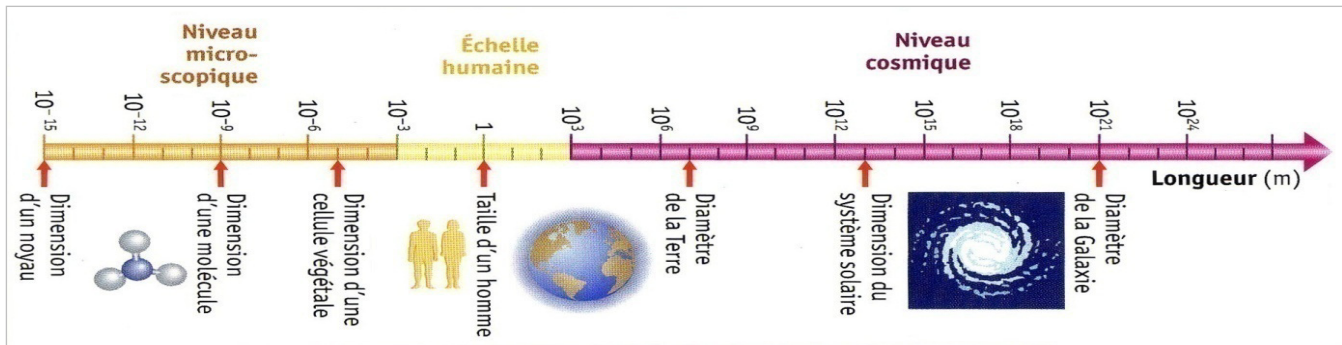 Niveau
micro-
scopique
Échelle
humaine
Niveau
cosmique
10⁻¹⁵
10⁻¹²
10⁻⁹
10⁻⁶
10⁻³
1
10³
10⁶
10⁹
10¹²
10¹⁵
10¹⁸
10²¹
10²⁴
Longueur (m)
Dimension
d'un noyau
Dimension
d'une molécule
Dimension d'une
cellule végétale
Taille d'un homme
Diamètre
de la Terre
Dimension du
système solaire
Diamètre
de la Galaxie